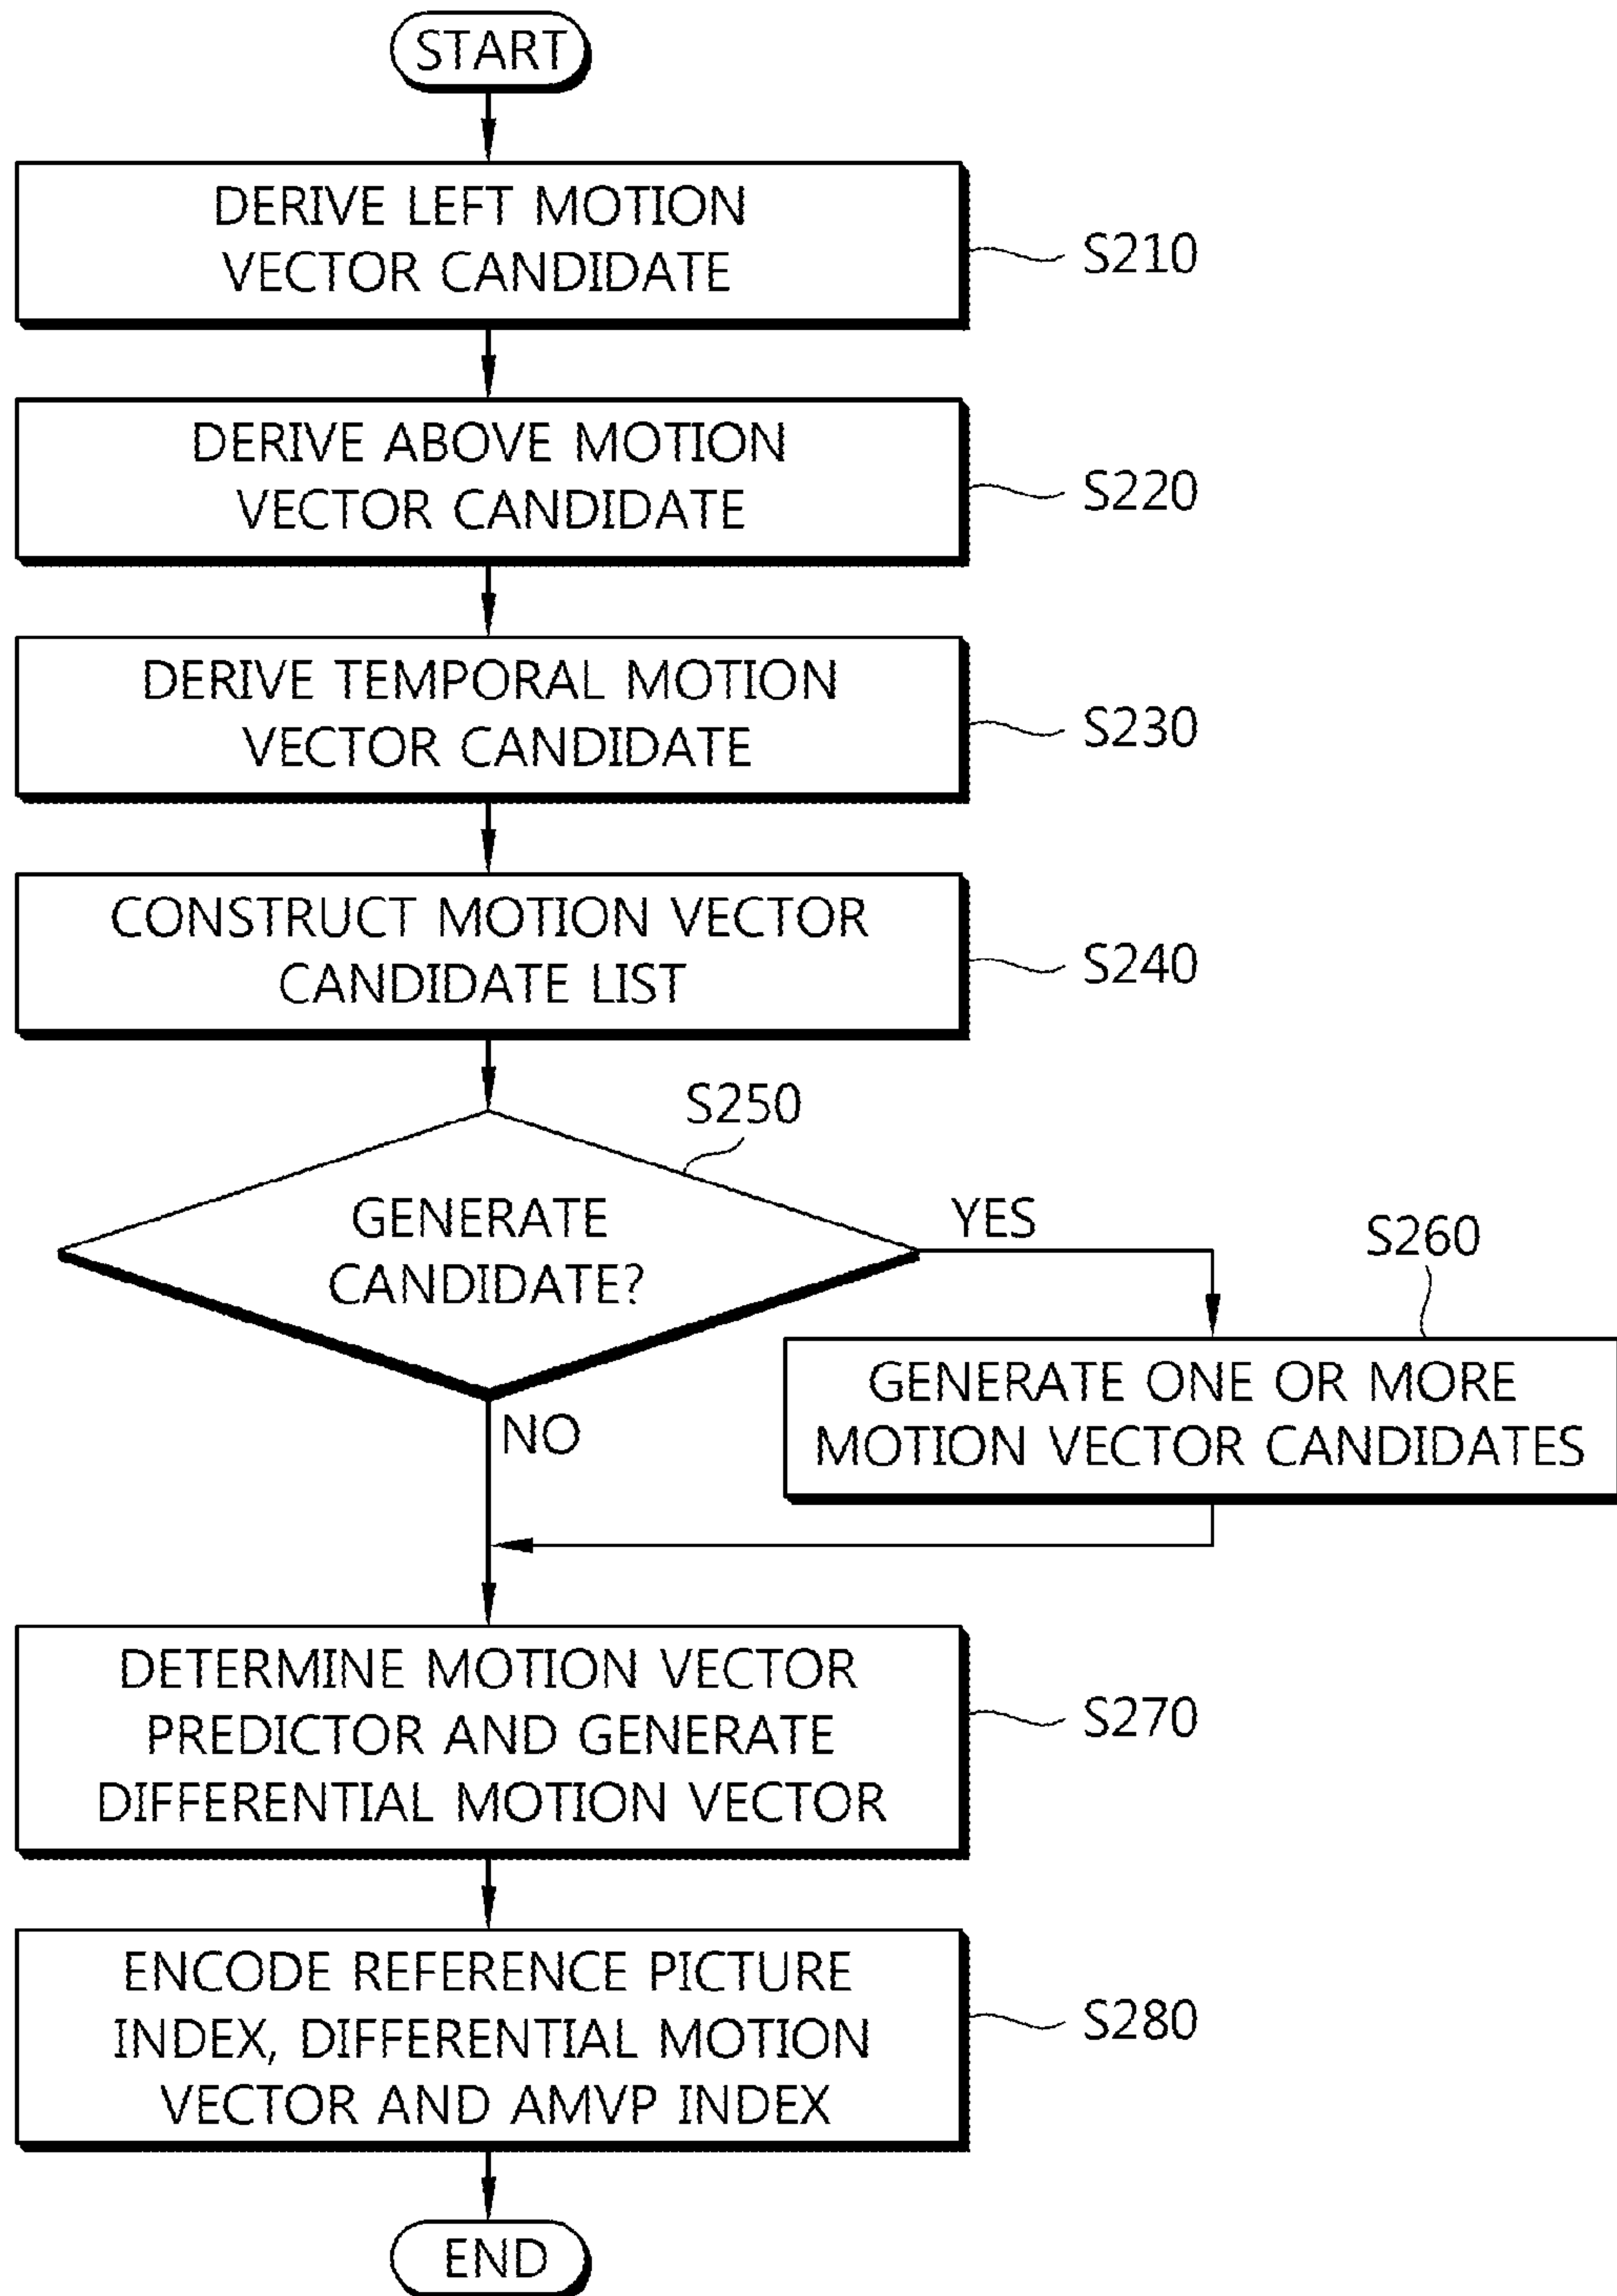 START
DERIVE LEFT MOTION
VECTOR CANDIDATE
S210
DERIVE ABOVE MOTION
VECTOR CANDIDATE
S220
DERIVE TEMPORAL MOTION
VECTOR CANDIDATE
S230
CONSTRUCT MOTION VECTOR
CANDIDATE LIST
S240
S250
GENERATE
CANDIDATE?
YES
S260
GENERATE ONE OR MORE
MOTION VECTOR CANDIDATES
NO
DETERMINE MOTION VECTOR
PREDICTOR AND GENERATE
DIFFERENTIAL MOTION VECTOR
S270
ENCODE REFERENCE PICTURE
INDEX, DIFFERENTIAL MOTION
VECTOR AND AMVP INDEX
S280
END